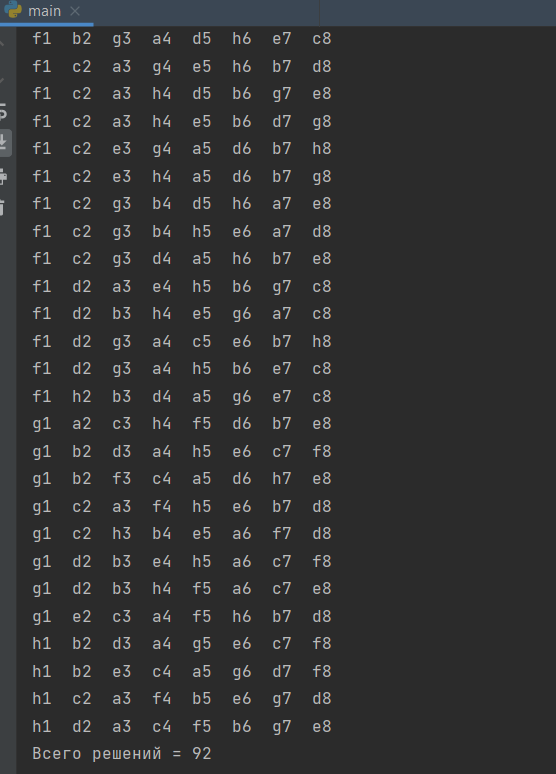 main
f1 b2 g3 a4 d5 h6 e7 c8
f1 c2 a3 g4 e5 h6 b7 d8
f1 c2 a3 h4 d5 b6 g7 e8
f1 c2 a3 h4 e5 b6 d7 g8
f1 c2 e3 g4 a5 d6 b7 h8
f1 c2 e3 h4 a5 d6 b7 g8
f1 c2 g3 b4 d5 h6 a7 e8
f1 c2 g3 b4 h5 e6 a7 d8
f1 c2 g3 d4 a5 h6 b7 e8
f1 d2 a3 e4 h5 b6 g7 c8
f1 d2 b3 h4 e5 g6 a7 c8
f1 d2 g3 a4 c5 e6 b7 h8
f1 d2 g3 a4 h5 b6 e7 c8
f1 h2 b3 d4 a5 g6 e7 c8
g1 a2 c3 h4 f5 d6 b7 e8
g1 b2 d3 a4 h5 e6 c7 f8
g1 b2 f3 c4 a5 d6 h7 e8
g1 c2 a3 f4 h5 e6 b7 d8
g1 c2 h3 b4 e5 a6 f7 d8
g1 d2 b3 e4 h5 a6 c7 f8
g1 d2 b3 h4 f5 a6 c7 e8
g1 e2 c3 a4 f5 h6 b7 d8
h1 b2 d3 a4 g5 e6 c7 f8
h1 b2 e3 c4 a5 g6 d7 f8
h1 c2 a3 f4 b5 e6 g7 d8
h1 d2 a3 c4 f5 b6 g7 e8
Всего решений = 92